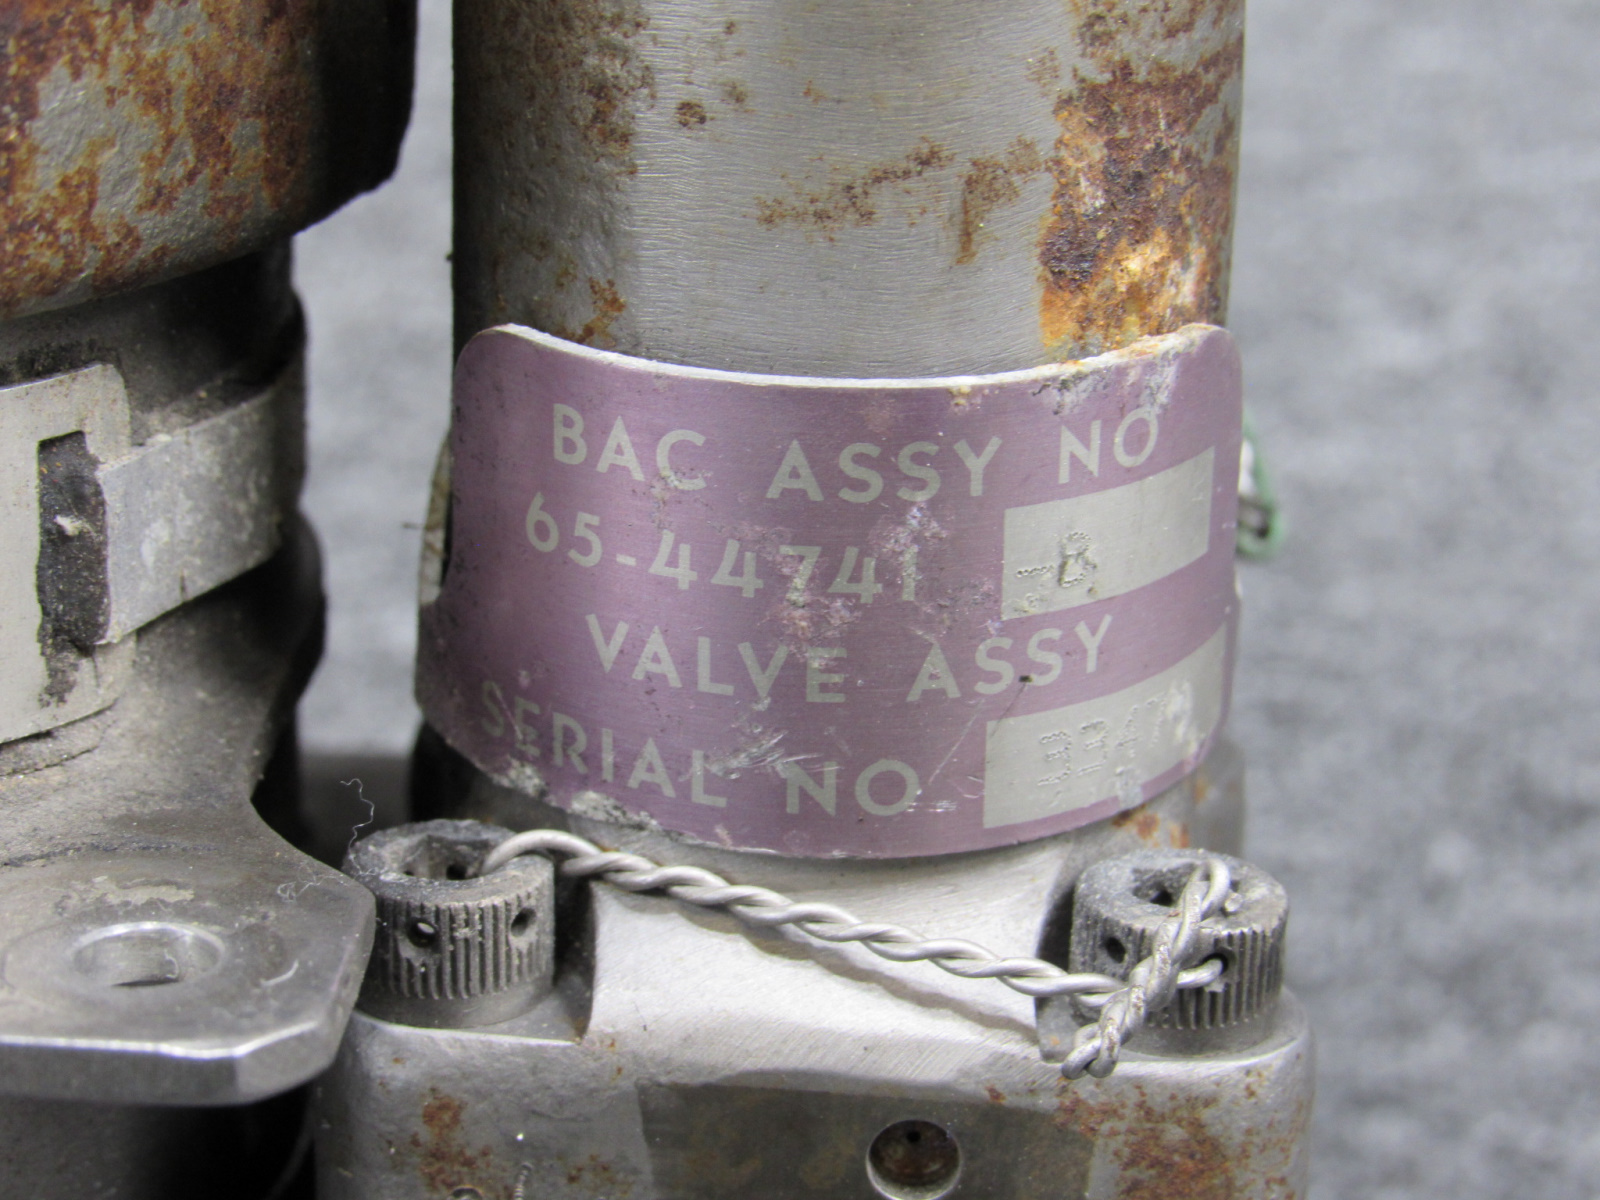 BAC ASSY NO
65-44741 -8
VALVE ASSY
SERIAL NO